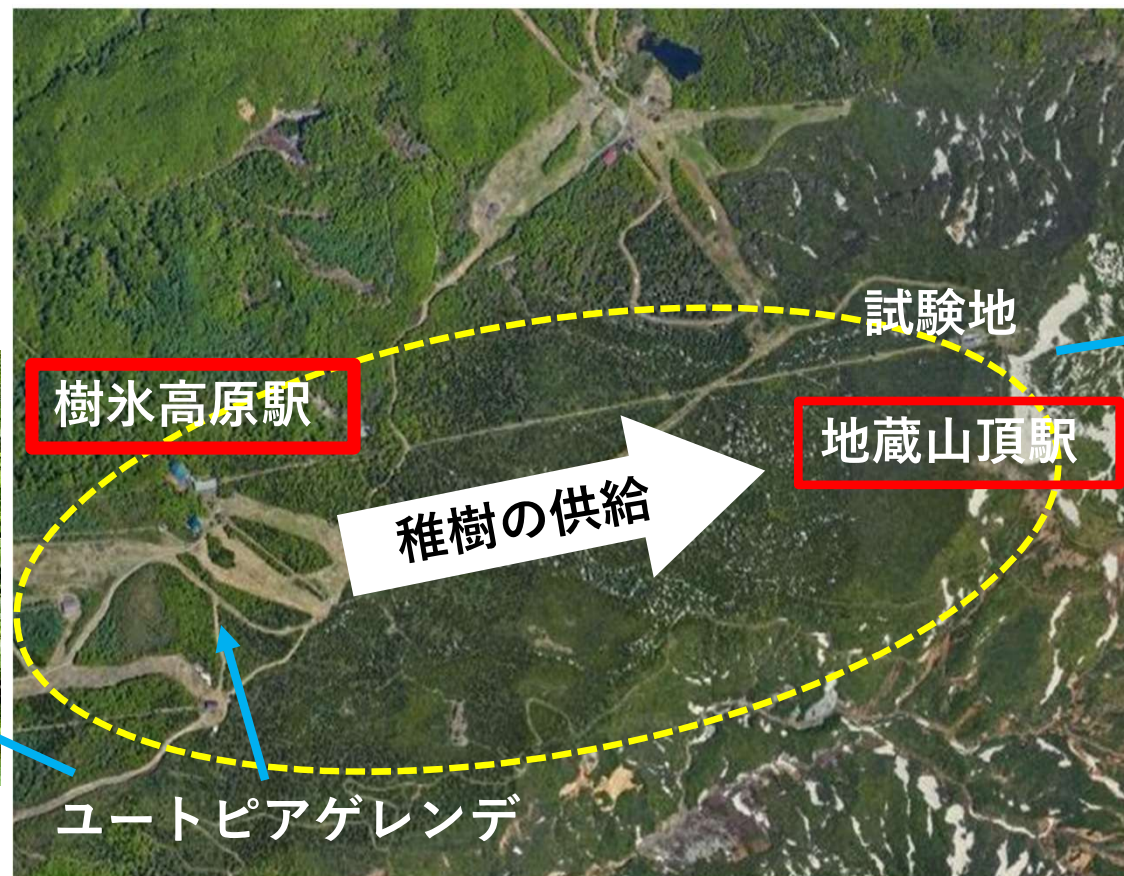 試験地
樹氷高原駅
地蔵山頂駅
稚樹の供給
ユートピアゲレンデ